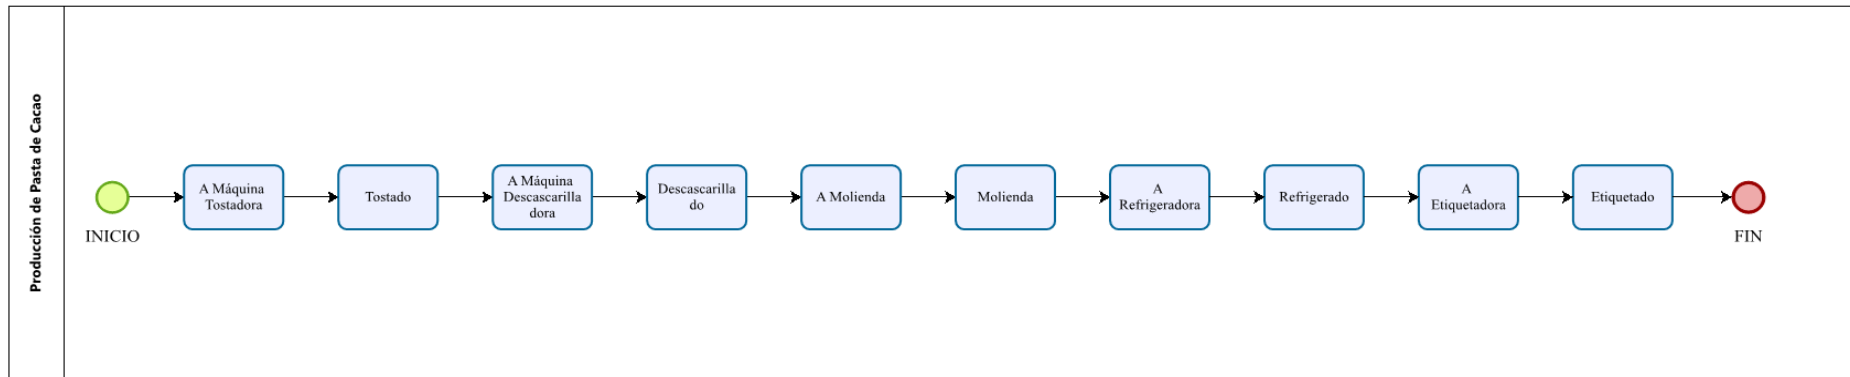 Producción de Pasta de Cacao
INICIO
A Máquina
Tostadora
Tostado
A Máquina
Descascarilla
dora
Descascarilla
do
A Molienda
Molienda
A
Refrigeradora
Refrigerado
A
Etiquetadora
Etiquetado
FIN